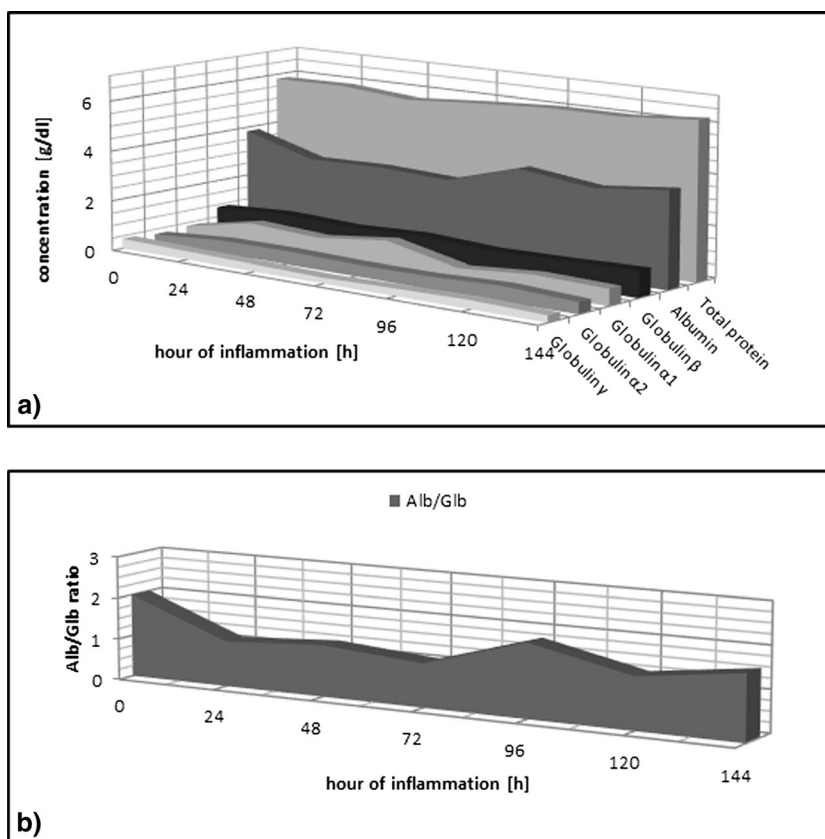 6
4
2
0
concentration [g/dl]
0
24
48
72
96
120
144
hour of inflammation [h]
Globulin γ
Globulin α2
Globulin α1
Globulin β
Albumin
Total protein
a)
Alb/Glb
3
2
1
0
Alb/Glb ratio
0
24
48
72
96
120
144
hour of inflammation [h]
b)